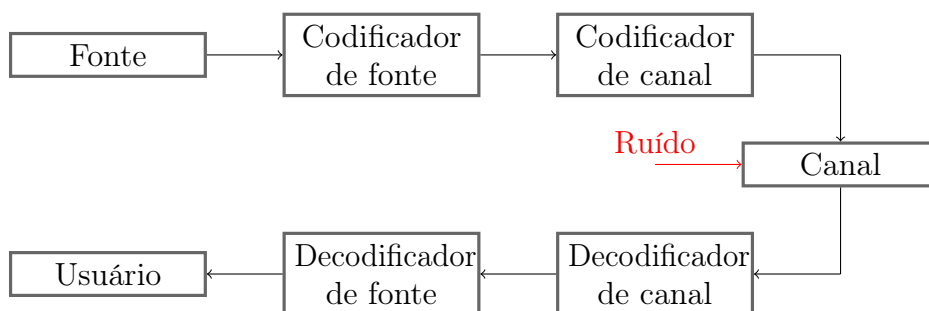 Fonte
Codificador
de fonte
Codificador
de canal
Ruído
Canal
Usuário
Decodificador
de fonte
Decodificador
de canal